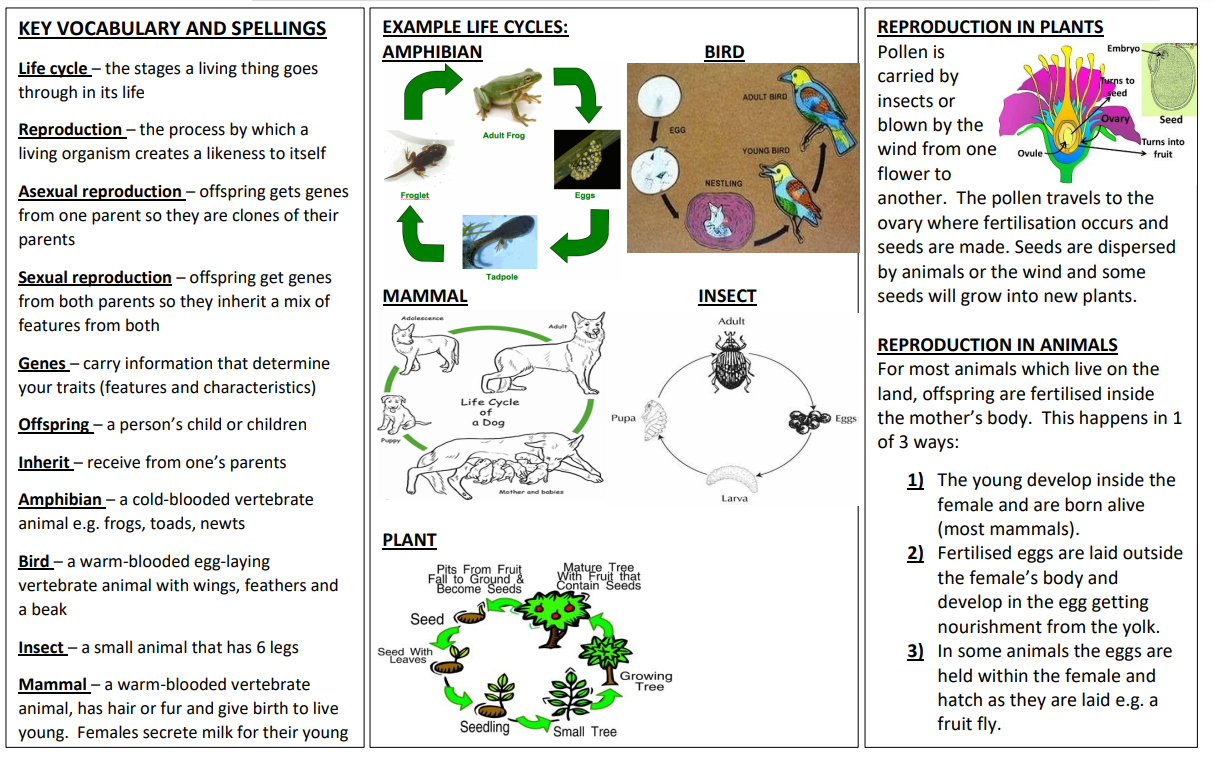 KEY VOCABULARY AND SPELLINGS
Life cycle – the stages a living thing goes
through in its life
Reproduction – the process by which a
living organism creates a likeness to itself
Asexual reproduction – offspring gets genes
from one parent so they are clones of their
parents
Sexual reproduction – offspring get genes
from both parents so they inherit a mix of
features from both
Genes – carry information that determine
your traits (features and characteristics)
Offspring – a person's child or children
Inherit – receive from one's parents
Amphibian – a cold-blooded vertebrate
animal e.g. frogs, toads, newts
Bird – a warm-blooded egg-laying
vertebrate animal with wings, feathers and
a beak
Insect – a small animal that has 6 legs
Mammal – a warm-blooded vertebrate
animal, has hair or fur and give birth to live
young.  Females secrete milk for their young
EXAMPLE LIFE CYCLES:
AMPHIBIAN
Adult Frog
Eggs
Tadpole
Froglet
BIRD
EGG
NESTLING
YOUNG BIRD
ADULT BIRD
MAMMAL
Adolescence
Adult
Life Cycle
of
a Dog
Puppy
Mother and babies
INSECT
Adult
Eggs
Larva
Pupa
PLANT
Pits From Fruit
Fall to Ground &
Become Seeds
Mature Tree
With Fruit that
Contain Seeds
Seed
Seed With
Leaves
Seedling
Small Tree
Growing
Tree
REPRODUCTION IN PLANTS
Pollen is
carried by
insects or
blown by the
wind from one
flower to
another.  The pollen travels to the
ovary where fertilisation occurs and
seeds are made. Seeds are dispersed
by animals or the wind and some
seeds will grow into new plants.
Embryo
Turns to
seed
Seed
Ovary
Turns into
fruit
Ovule
REPRODUCTION IN ANIMALS
For most animals which live on the
land, offspring are fertilised inside
the mother's body.  This happens in 1
of 3 ways:
1) The young develop inside the
female and are born alive
(most mammals).
2) Fertilised eggs are laid outside
the female's body and
develop in the egg getting
nourishment from the yolk.
3) In some animals the eggs are
held within the female and
hatch as they are laid e.g. a
fruit fly.